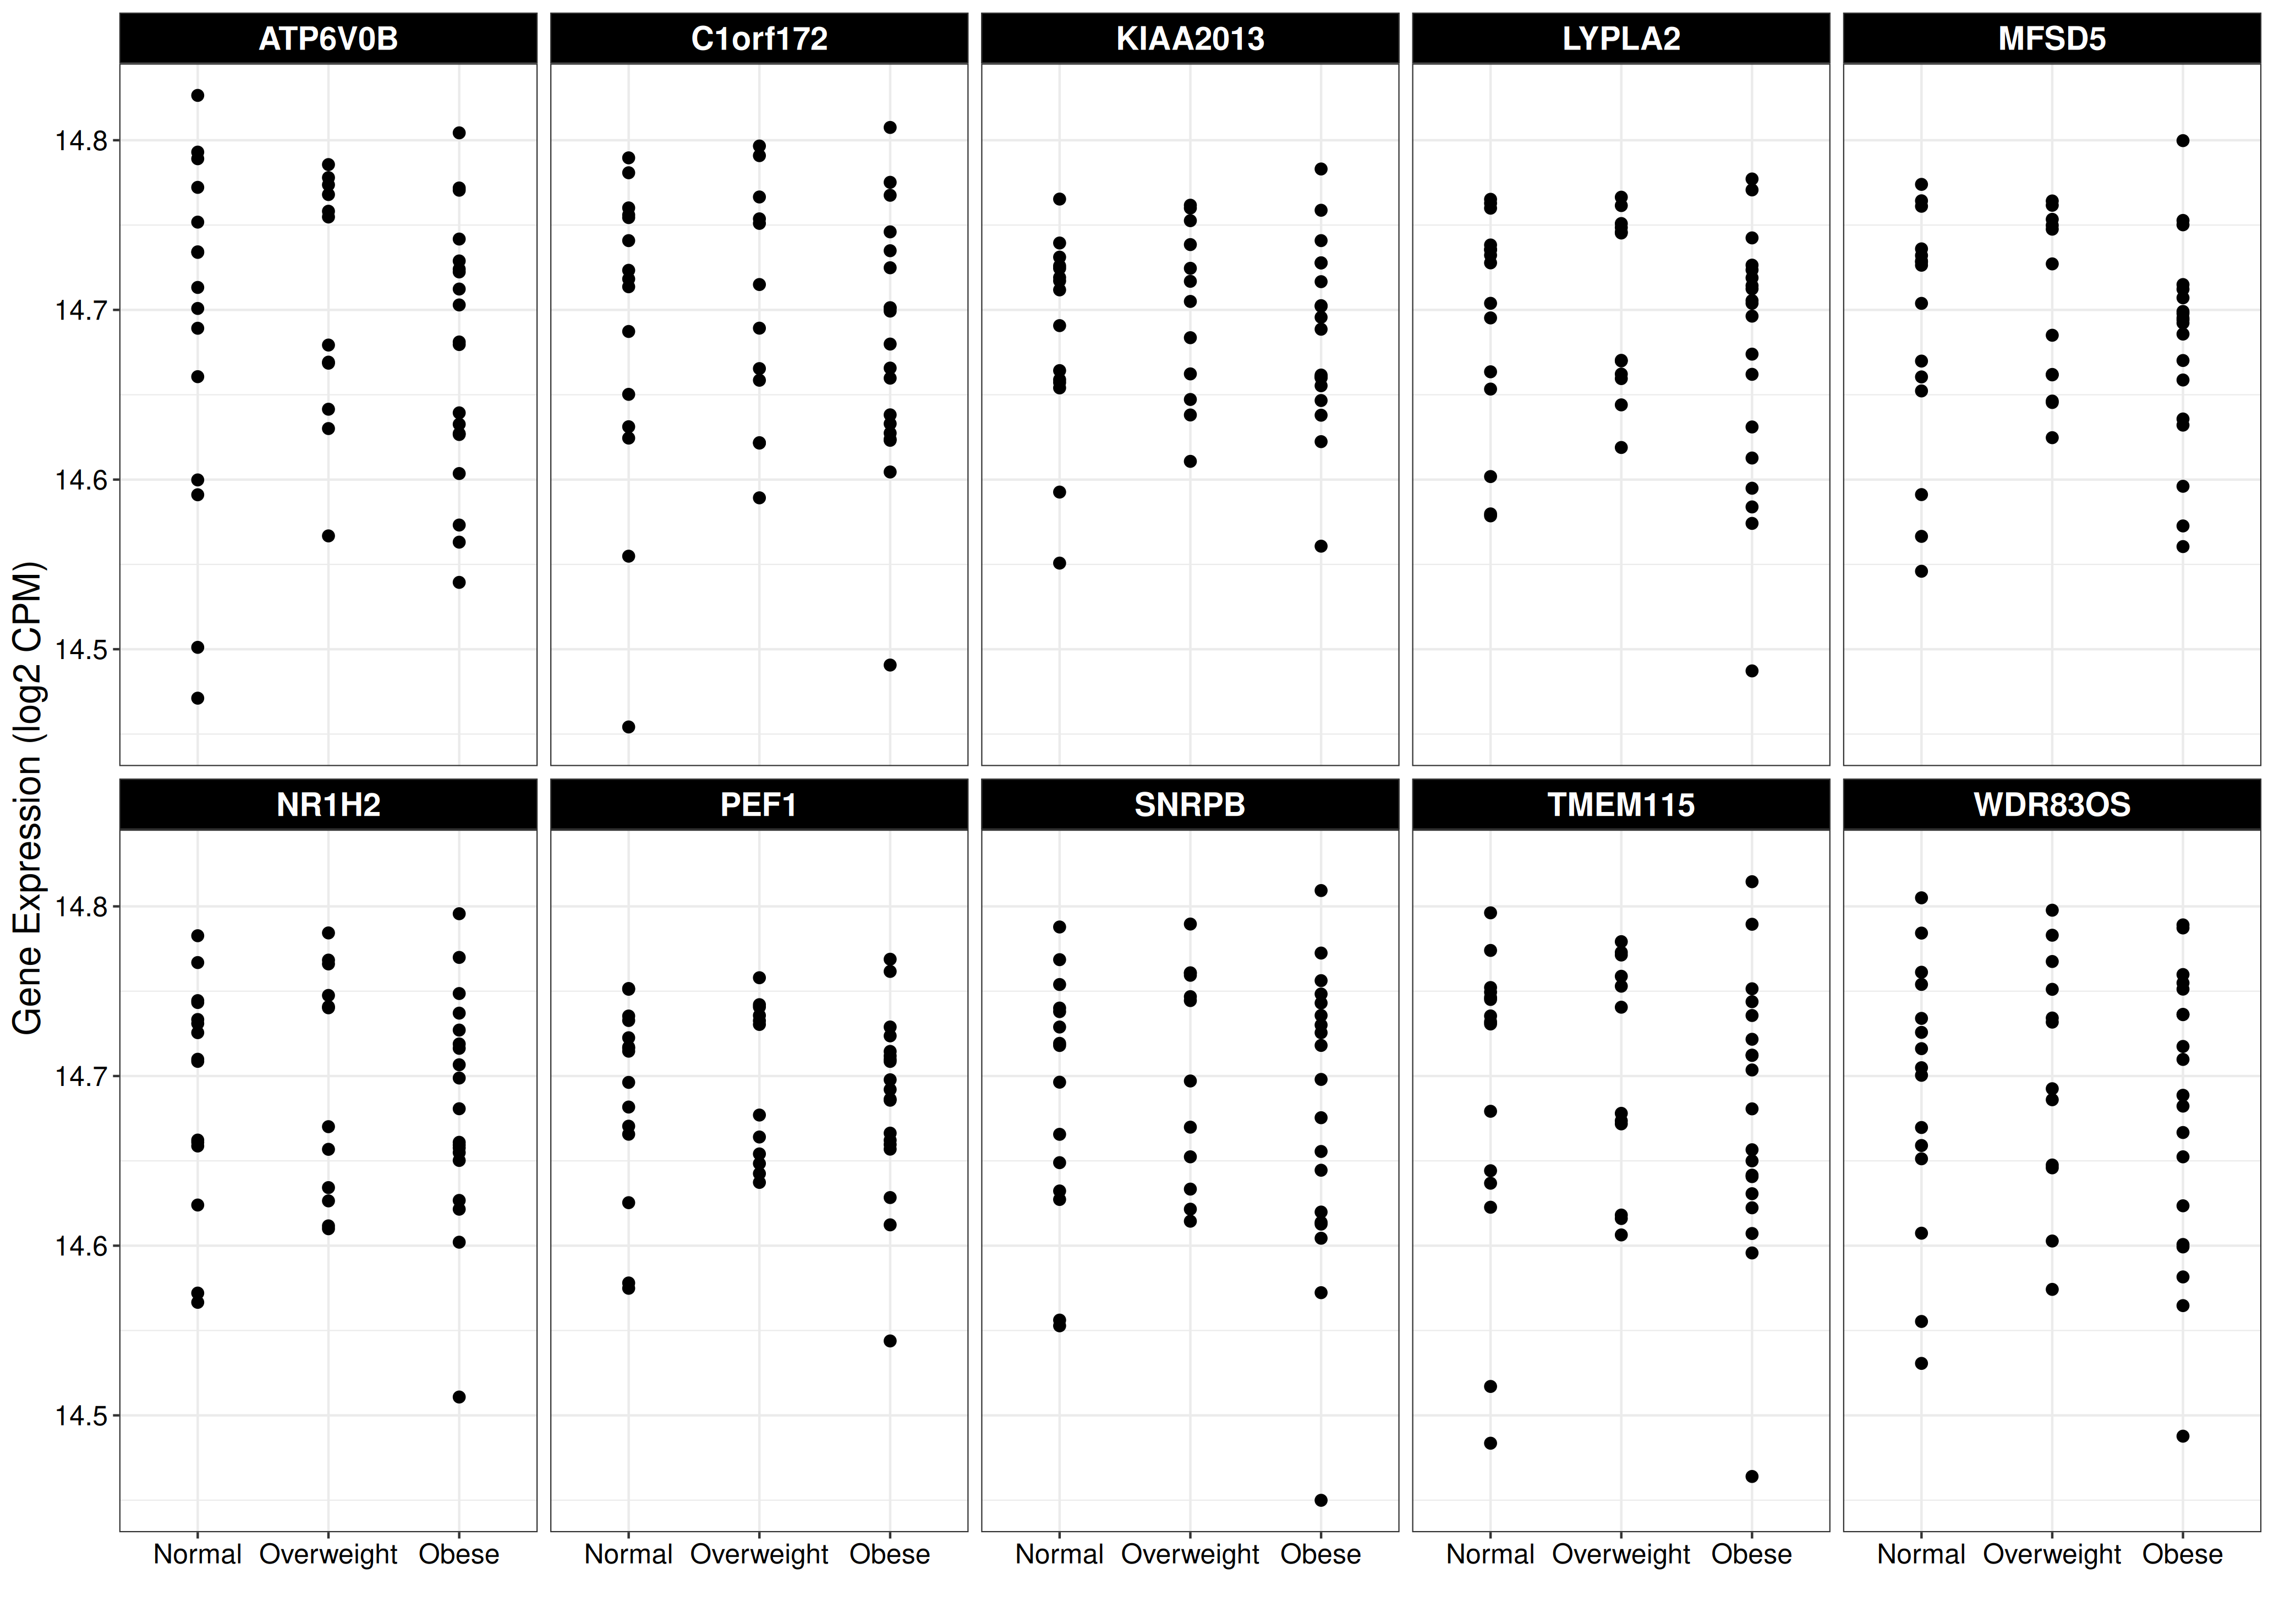 ATP6V0B C1orf172 KIAA2013 LYPLA2 MFSD5
14.8
14.7
14.6
14.5
Gene Expression (log2 CPM)
NR1H2 PEF1 SNRPB TMEM115 WDR83OS
14.8
14.7
14.6
14.5
Normal Overweight Obese Normal Overweight Obese Normal Overweight Obese Normal Overweight Obese Normal Overweight Obese